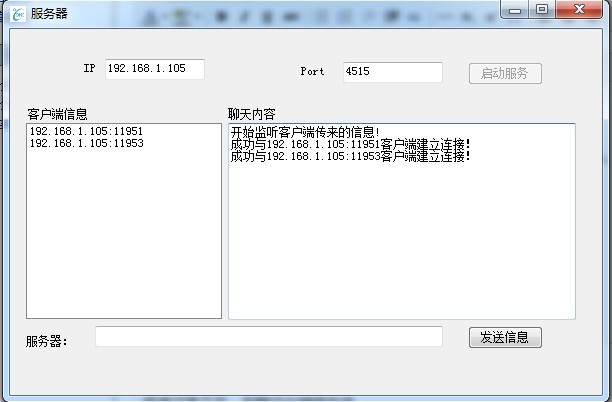 服务器
IP 192.168.1.105 Port 4515 启动服务
客户端信息 聊天内容
192.168.1.105:11951
192.168.1.105:11953
开始监听客户端传来的信息!
成功与192.168.1.105:11951客户端建立连接!
成功与192.168.1.105:11953客户端建立连接!
服务器: 发送信息